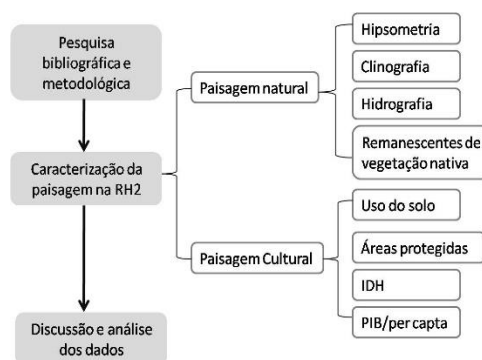 Pesquisa
bibliográfica e
metodológica
Caracterização da
paisagem na RH2
Discussão e análise
dos dados
Paisagem natural
Hipsometria
Clinografia
Hidrografia
Remanescentes de
vegetação nativa
Paisagem Cultural
Uso do solo
Áreas protegidas
IDH
PIB/per capta